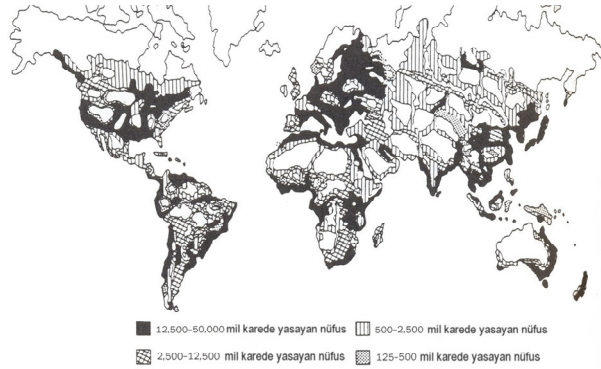 12,500-50,000 mil karede yasayan nüfus
500-2.500 mil karede yasayan nüfus
2,500-12,500 mil karede yasayan nüfus
125-500 mil karede yasayan nüfus